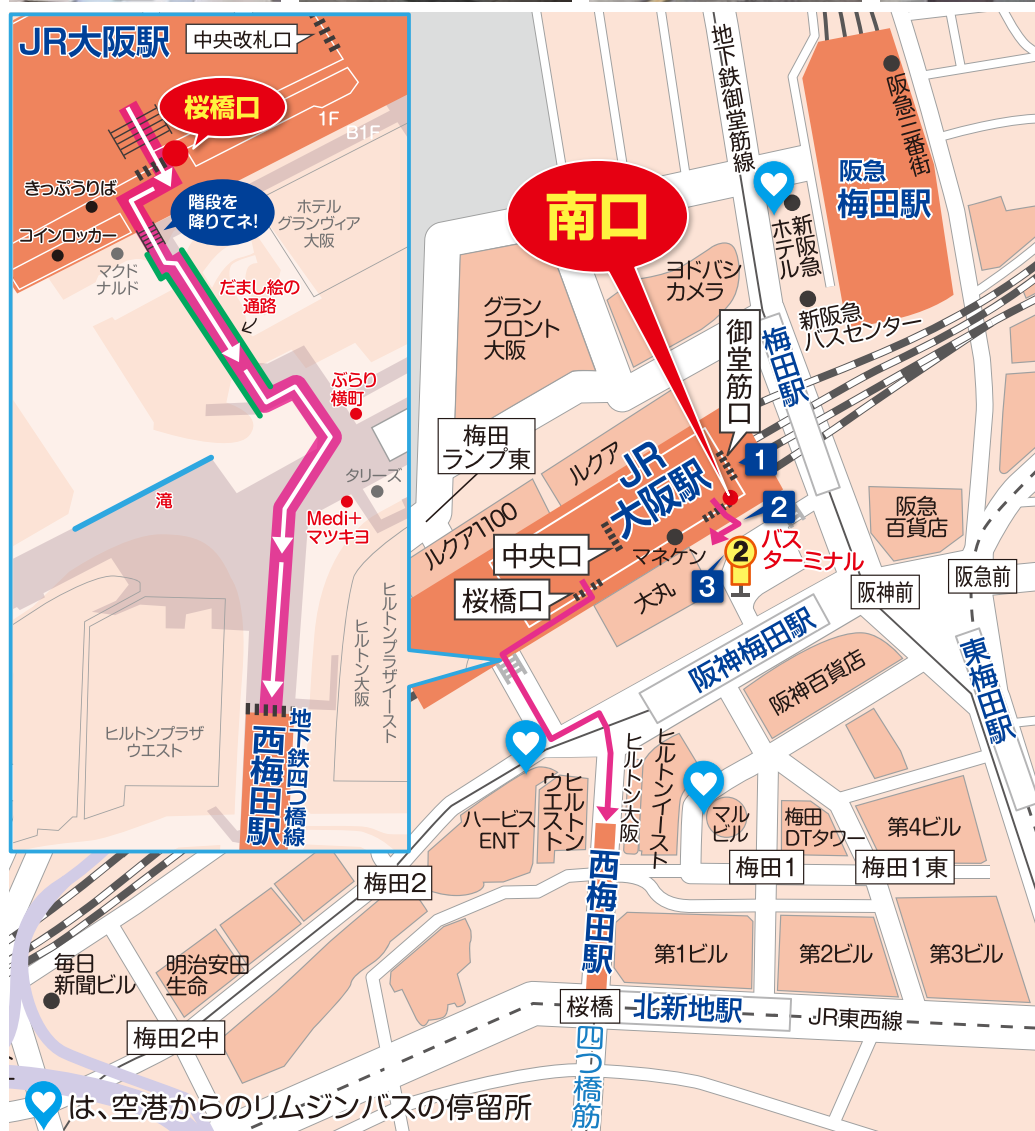 JR大阪駅
中央改札口
桜橋口
1F
B1F
きっぷうりば
階段を
降りてネ!
コインロッカー
ホテル
グランヴィア
大阪
マクド
ナルド
だまし絵の
通路
ぶらり
横町
タリーズ
滝
Medi+
マツキヨ
ヒルトンプラザイースト
ヒルトン大阪
ヒルトンプラザ
ウエスト
地下鉄四つ橋線
西梅田駅
地下鉄御堂筋線
阪急三番街
阪急
梅田駅
南口
新阪急
ホテル
ヨドバシ
カメラ
グラン
フロント
大阪
新阪急
バスセンター
御堂筋口
梅田駅
梅田
ランプ東
ルクア
JR
大阪駅
1
ルクア1100
2
阪急
百貨店
中央口
マネケン
2
バス
ターミナル
桜橋口
大丸
3
阪神前
阪急前
阪神梅田駅
東梅田駅
阪神百貨店
ヒルトン大阪
ヒルトンイースト
ヒルトン
ウエスト
ハービス
ENT
マル
ビル
梅田
DTタワー
第4ビル
梅田2
梅田1
梅田1東
西梅田駅
第1ビル
第2ビル
第3ビル
毎日
新聞ビル
明治安田
生命
桜橋
北新地駅
JR東西線
梅田2中
四つ橋筋
は、空港からのリムジンバスの停留所